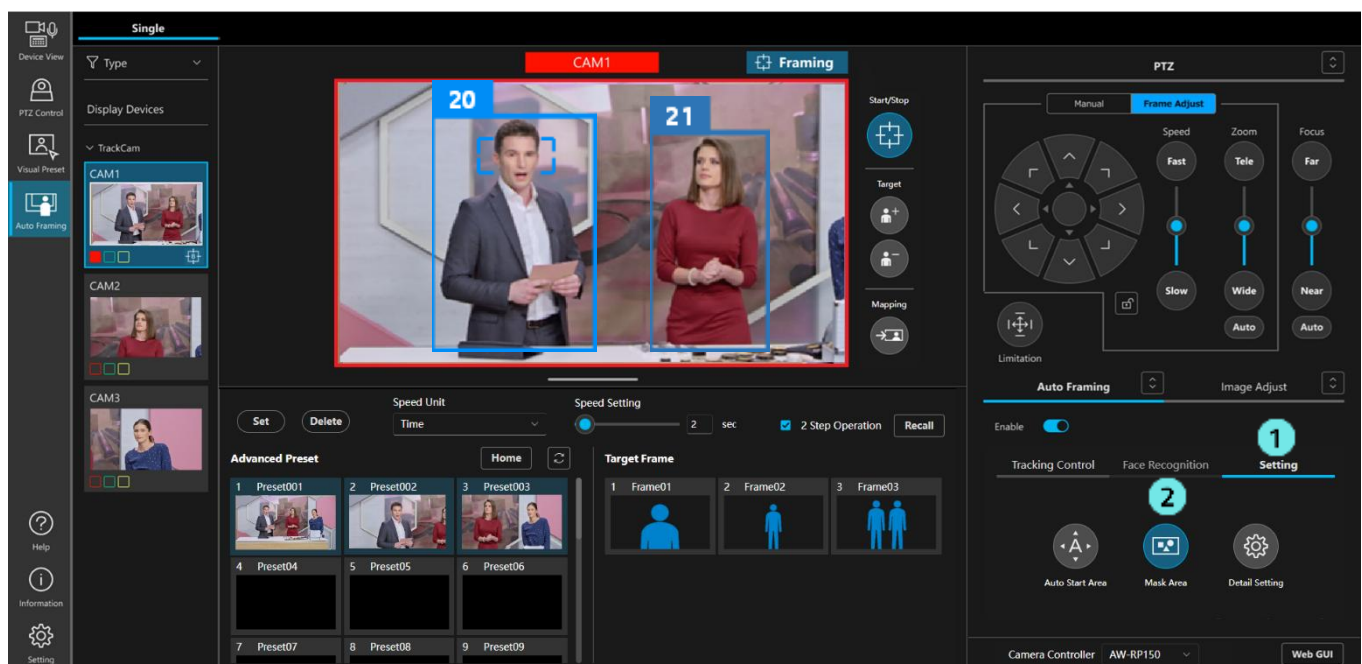 Single
Device View
PTZ Control
Visual Preset
Auto Framing
Help
Information
Setting
Type
Display Devices
TrackCam
CAM1
CAM2
CAM3
CAM1
Framing
20
21
Start/Stop
Target
Mapping
Set
Delete
Speed Unit
Time
Speed Setting
2 sec
2 Step Operation
Recall
Advanced Preset
Home
1 Preset001
2 Preset002
3 Preset003
4 Preset04
5 Preset05
6 Preset06
7 Preset07
8 Preset08
9 Preset09
Target Frame
1 Frame01
2 Frame02
3 Frame03
PTZ
Manual
Frame Adjust
Speed
Zoom
Focus
Fast
Tele
Far
Slow
Wide
Near
Auto
Auto
Limitation
Auto Framing
Image Adjust
Enable
1
Tracking Control
Face Recognition
Setting
2
A
Auto Start Area
Mask Area
Detail Setting
Camera Controller
AW-RP150
Web GUI